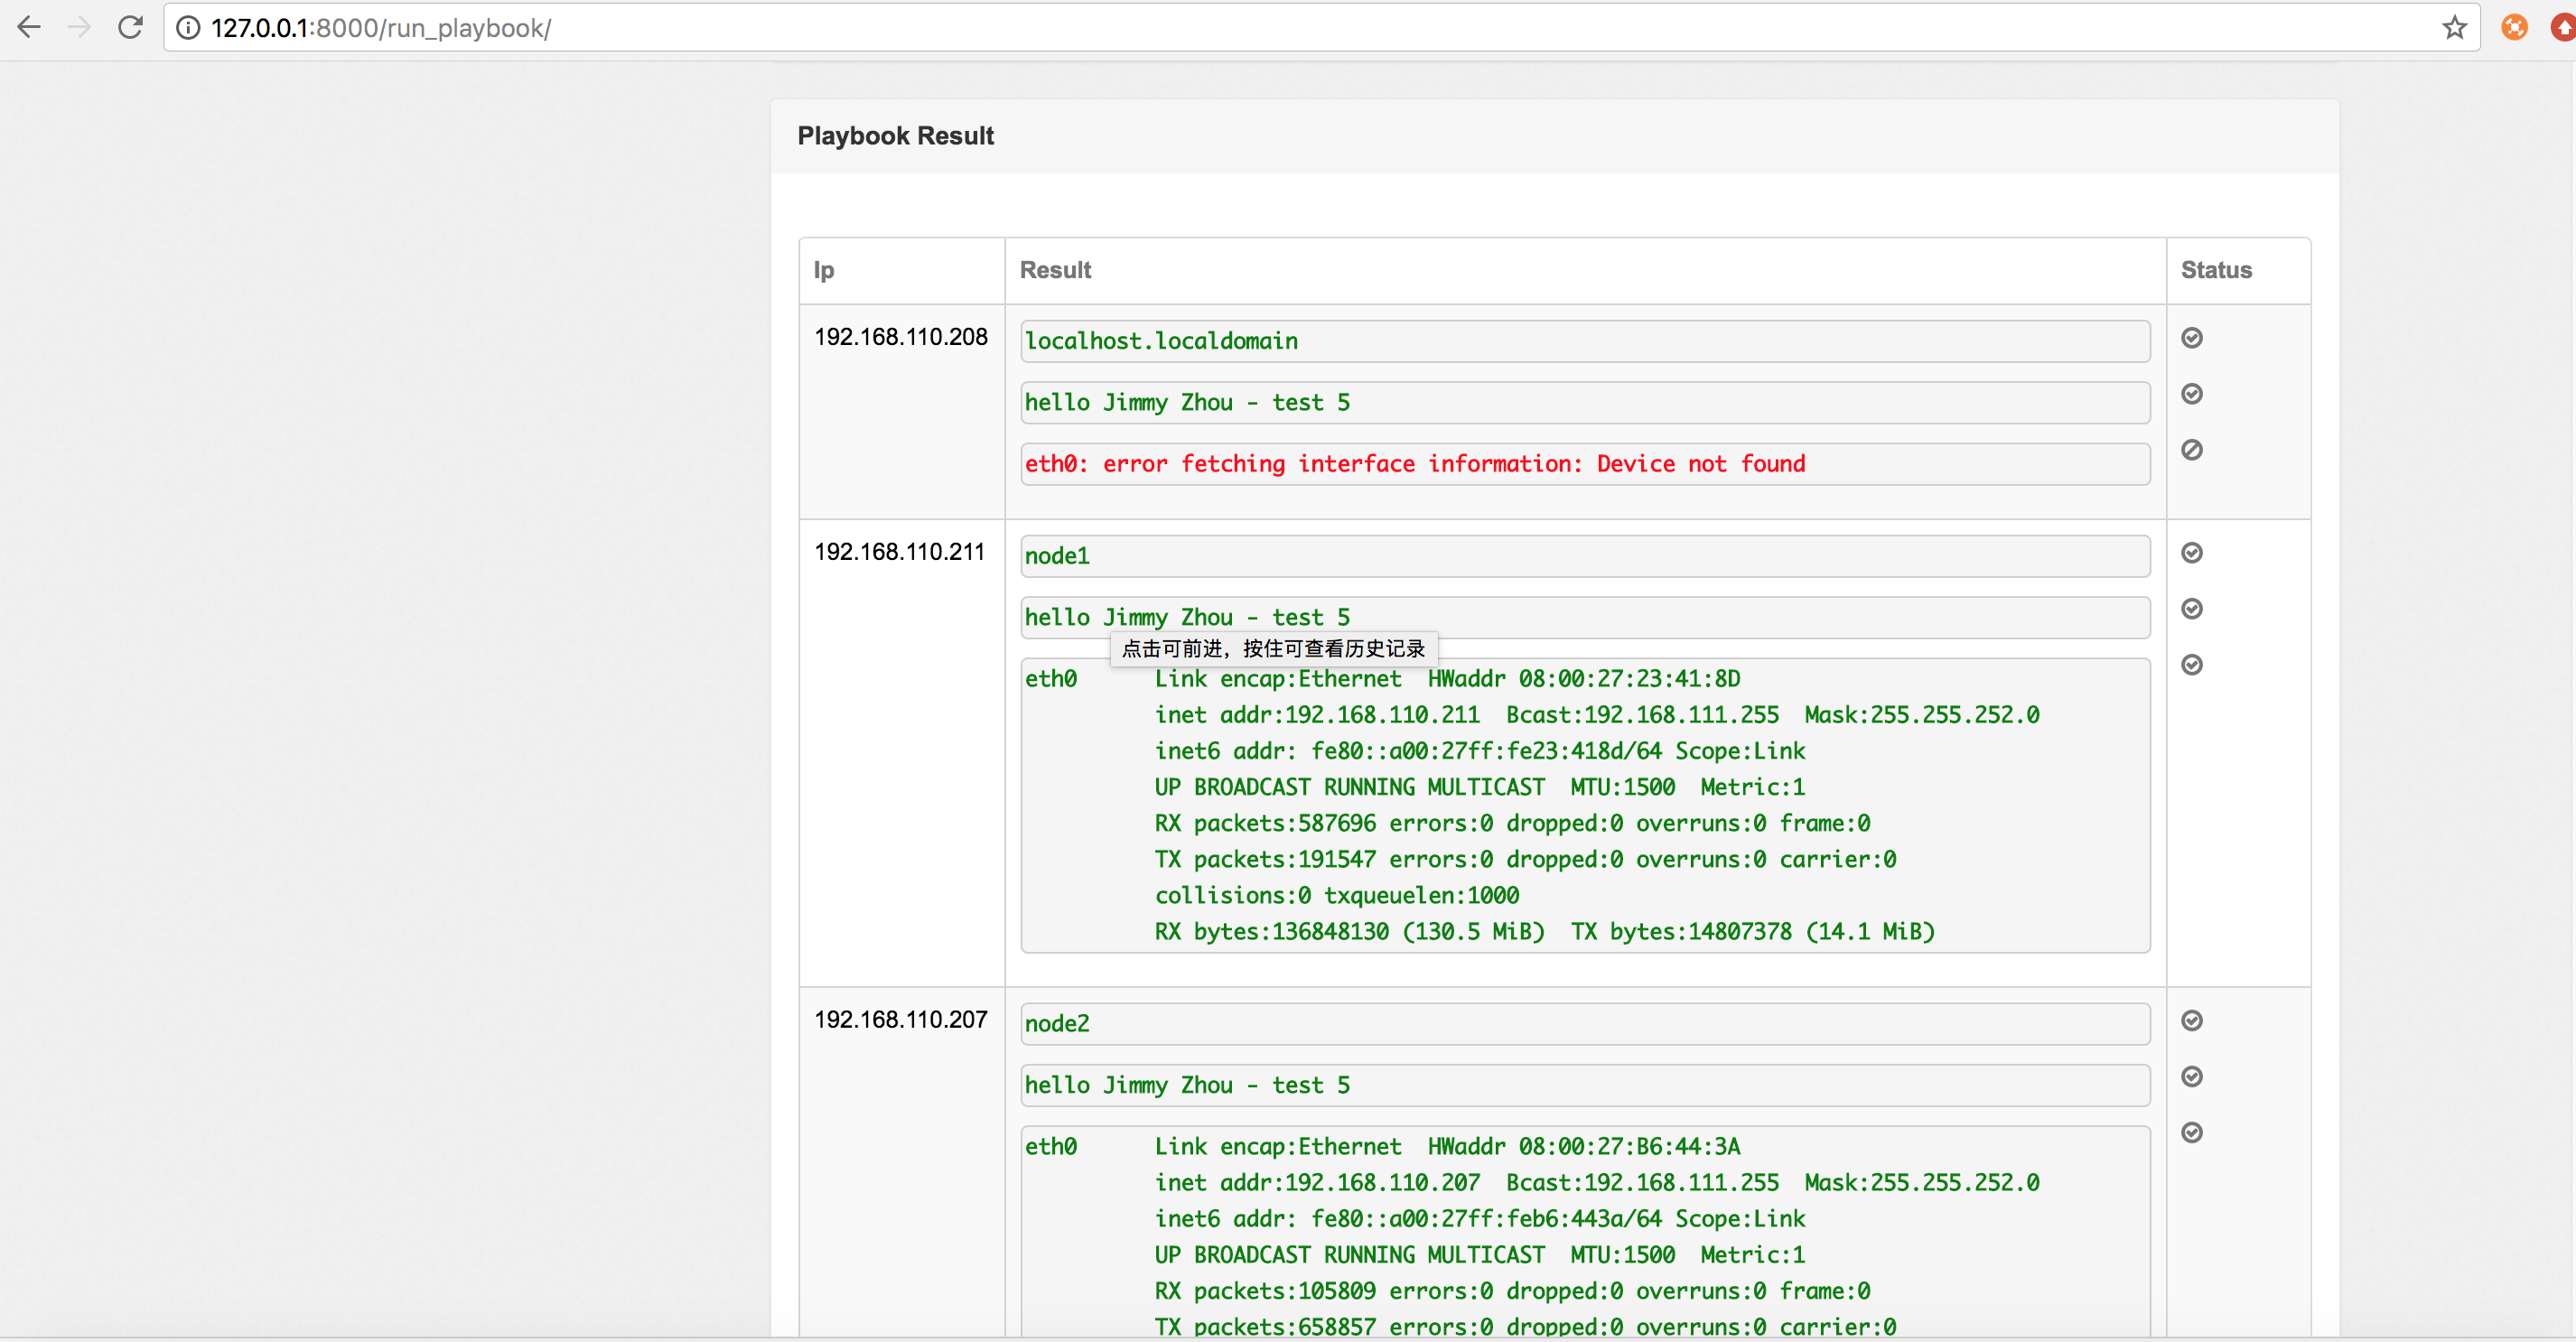 127.0.0.1:8000/run_playbook/
Playbook Result
Ip Result Status
192.168.110.208
localhost.localdomain
hello Jimmy Zhou - test 5
eth0: error fetching interface information: Device not found
192.168.110.211
node1
hello Jimmy Zhou - test 5
点击可前进，按住可查看历史记录
eth0      Link encap:Ethernet  HWaddr 08:00:27:23:41:8D
inet addr:192.168.110.211  Bcast:192.168.111.255  Mask:255.255.252.0
inet6 addr: fe80::a00:27ff:fe23:418d/64 Scope:Link
UP BROADCAST RUNNING MULTICAST  MTU:1500  Metric:1
RX packets:587696 errors:0 dropped:0 overruns:0 frame:0
TX packets:191547 errors:0 dropped:0 overruns:0 carrier:0
collisions:0 txqueuelen:1000
RX bytes:136848130 (130.5 MiB)  TX bytes:14807378 (14.1 MiB)
192.168.110.207
node2
hello Jimmy Zhou - test 5
eth0      Link encap:Ethernet  HWaddr 08:00:27:B6:44:3A
inet addr:192.168.110.207  Bcast:192.168.111.255  Mask:255.255.252.0
inet6 addr: fe80::a00:27ff:feb6:443a/64 Scope:Link
UP BROADCAST RUNNING MULTICAST  MTU:1500  Metric:1
RX packets:105809 errors:0 dropped:0 overruns:0 frame:0
TX packets:658857 errors:0 dropped:0 overruns:0 carrier:0